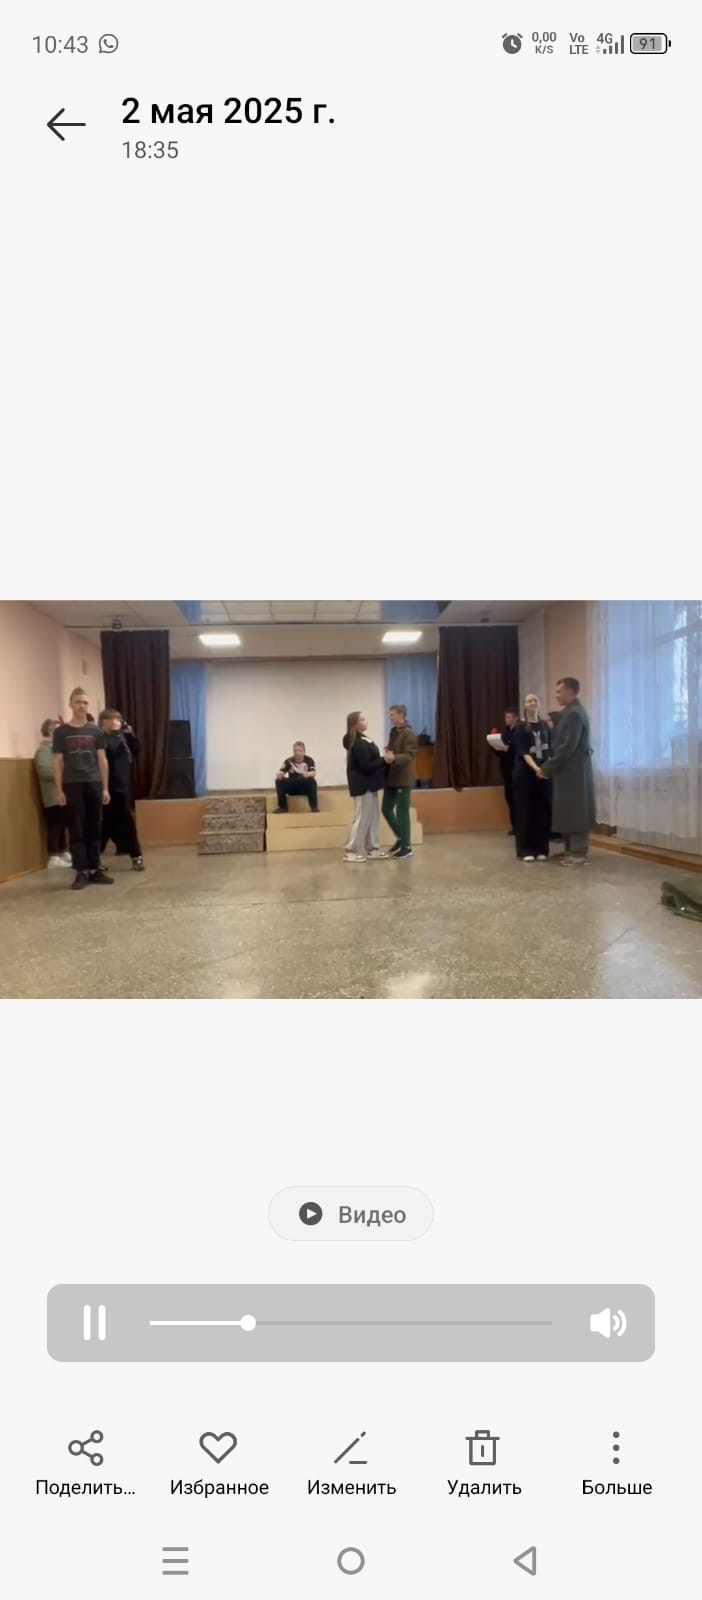 10:43
0,00
K/S
Vo
LTE
4G
91
2 мая 2025 г.
18:35
Видео
Поделить...
Избранное
Изменить
Удалить
Больше